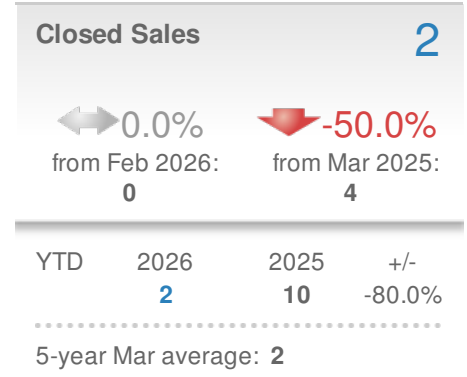 Closed Sales 2
0.0% -50.0%
from Feb 2026: from Mar 2025:
0 4
YTD 2026 2025 +/-
2 10 -80.0%
5-year Mar average: 2